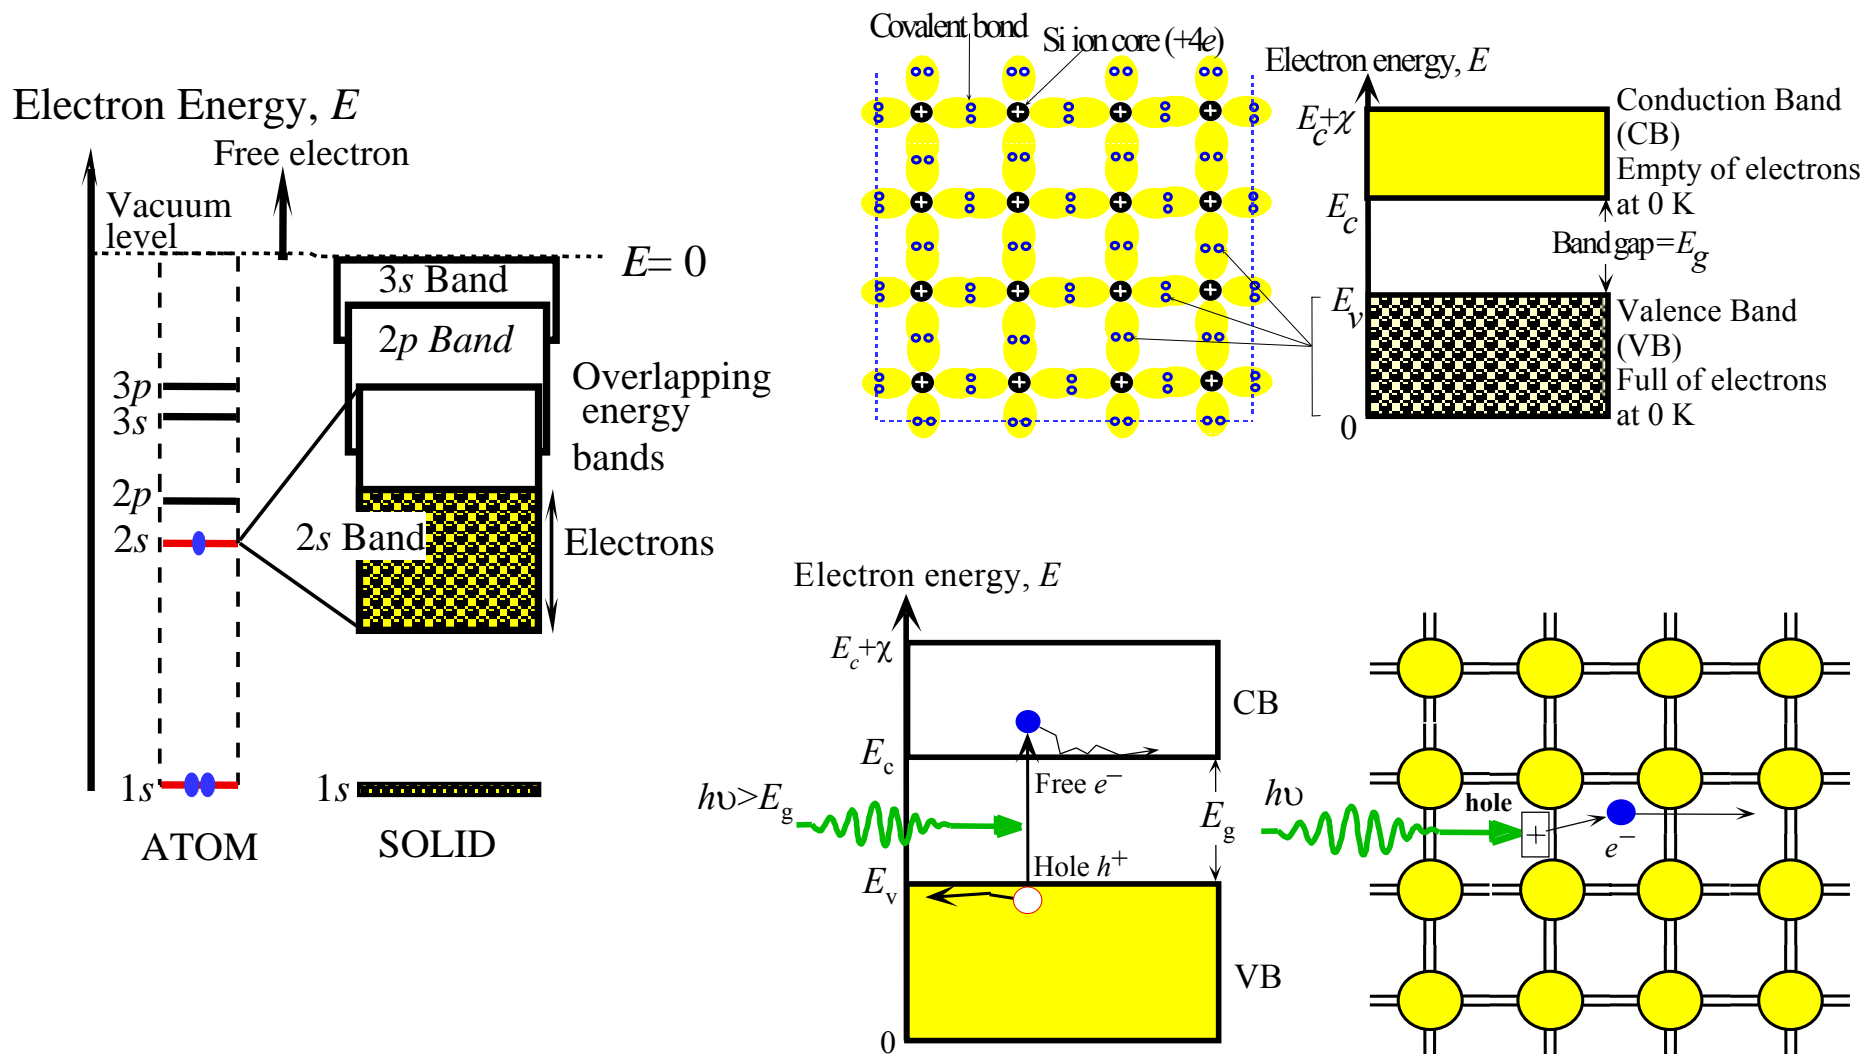 Electron Energy, E
Free electron
Vacuum
level
E= 0
3s Band
2p Band
Overlapping
energy
bands
3p
3s
2p
2s
2s Band
Electrons
1s
1s
ATOM
SOLID
Covalent bond
Si ion core (+4e)
Electron energy, E
Ec+χ
Conduction Band
(CB)
Empty of electrons
at 0 K
Ec
Band gap = Eg
Ev
Valence Band
(VB)
Full of electrons
at 0 K
0
Electron energy, E
Ec+χ
CB
Ec
Free e–
hυ>Eg
Eg
Hole h+
Ev
VB
0
hυ
hole
+
e–